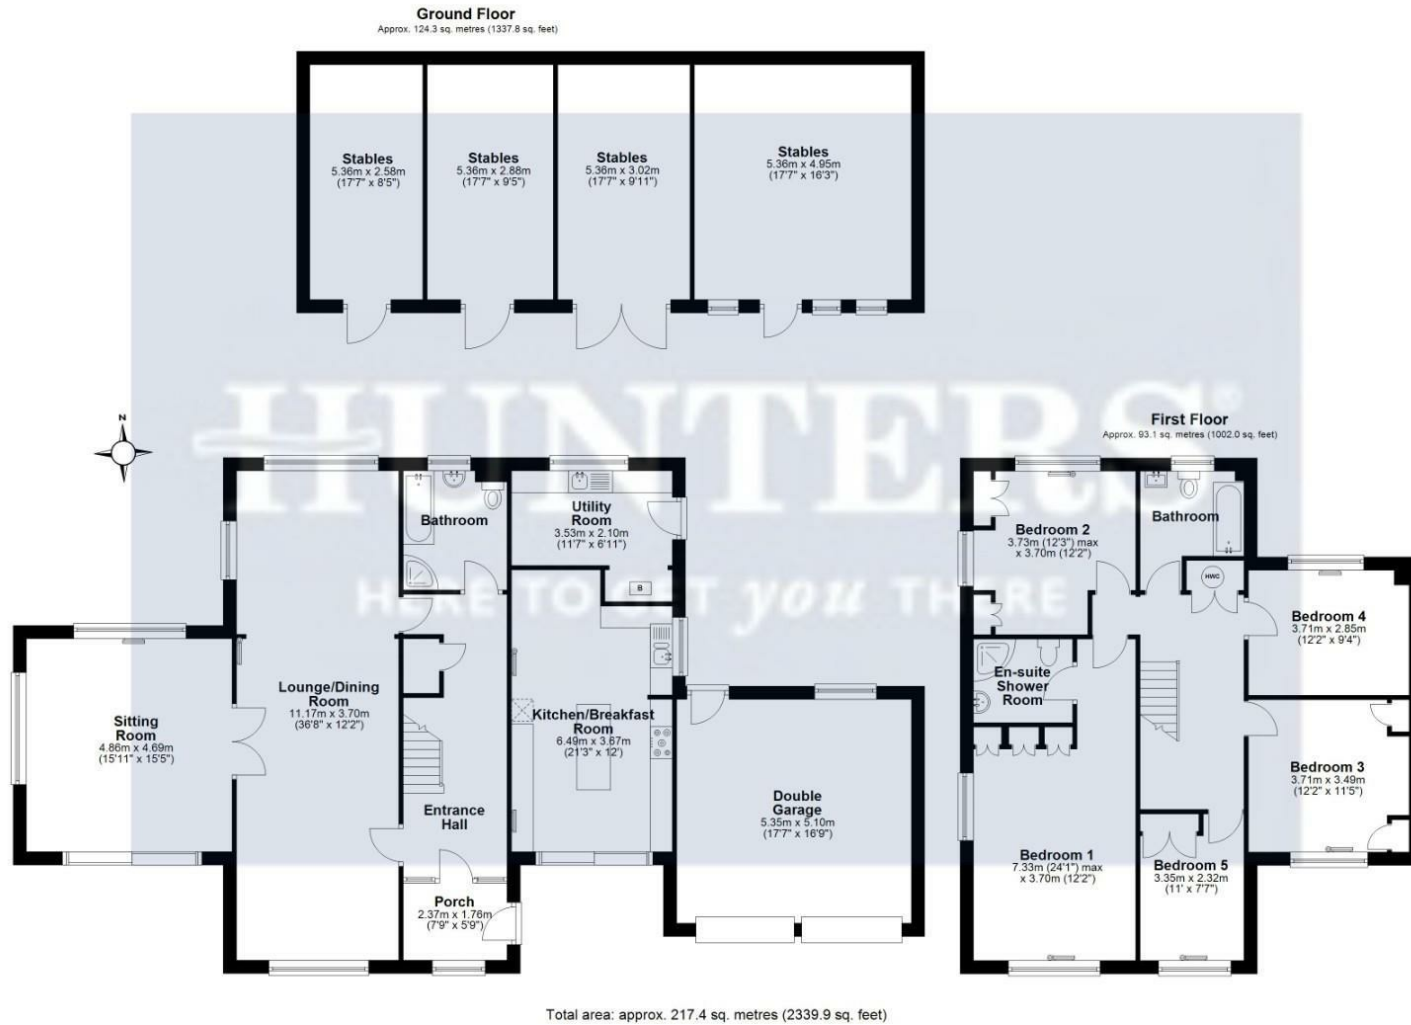 Ground Floor
Approx. 124.3 sq. metres (1337.8 sq. feet)
Stables
5.36m x 2.58m
(17'7" x 8'5")
Stables
5.36m x 2.88m
(17'7" x 9'5")
Stables
5.36m x 3.02m
(17'7" x 9'11")
Stables
5.36m x 4.95m
(17'7" x 16'3")
HUNTERS®
HERE TO GET you THERE
N
Bathroom
Utility
Room
3.53m x 2.10m
(11'7" x 6'11")
B
Lounge/Dining
Room
11.17m x 3.70m
(36'8" x 12'2")
Sitting
Room
4.86m x 4.69m
(15'11" x 15'5")
Kitchen/Breakfast
Room
6.49m x 3.67m
(21'3" x 12')
Entrance
Hall
Double
Garage
5.35m x 5.10m
(17'7" x 16'9")
Porch
2.37m x 1.76m
(7'9" x 5'9")
First Floor
Approx. 93.1 sq. metres (1002.0 sq. feet)
Bedroom 2
3.73m (12'3") max
x 3.70m (12'2")
Bathroom
HWC
Bedroom 4
3.71m x 2.85m
(12'2" x 9'4")
En-suite
Shower
Room
Bedroom 3
3.71m x 3.49m
(12'2" x 11'5")
Bedroom 1
7.33m (24'1") max
x 3.70m (12'2")
Bedroom 5
3.35m x 2.32m
(11' x 7'7")
Total area: approx. 217.4 sq. metres (2339.9 sq. feet)